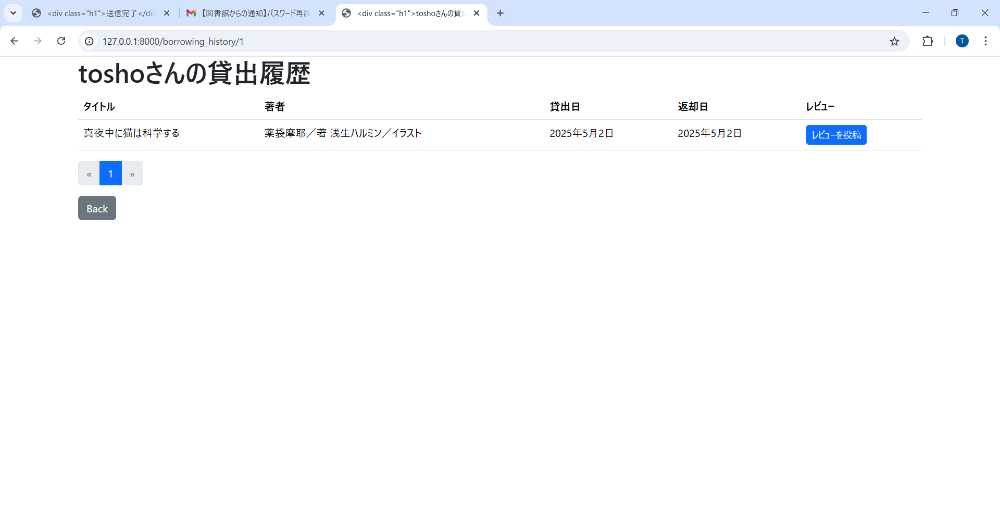 <div class="h1">送信完了</div
【図書館からの通知】パスワード再設
<div class="h1">toshoさんの貸出
127.0.0.1:8000/borrowing_history/1
T
toshoさんの貸出履歴
タイトル 著者 貸出日 返却日 レビュー
真夜中に猫は科学する 薬袋摩耶／著 浅生ハルミン／イラスト 2025年5月2日 2025年5月2日 レビューを投稿
« 1 »
Back